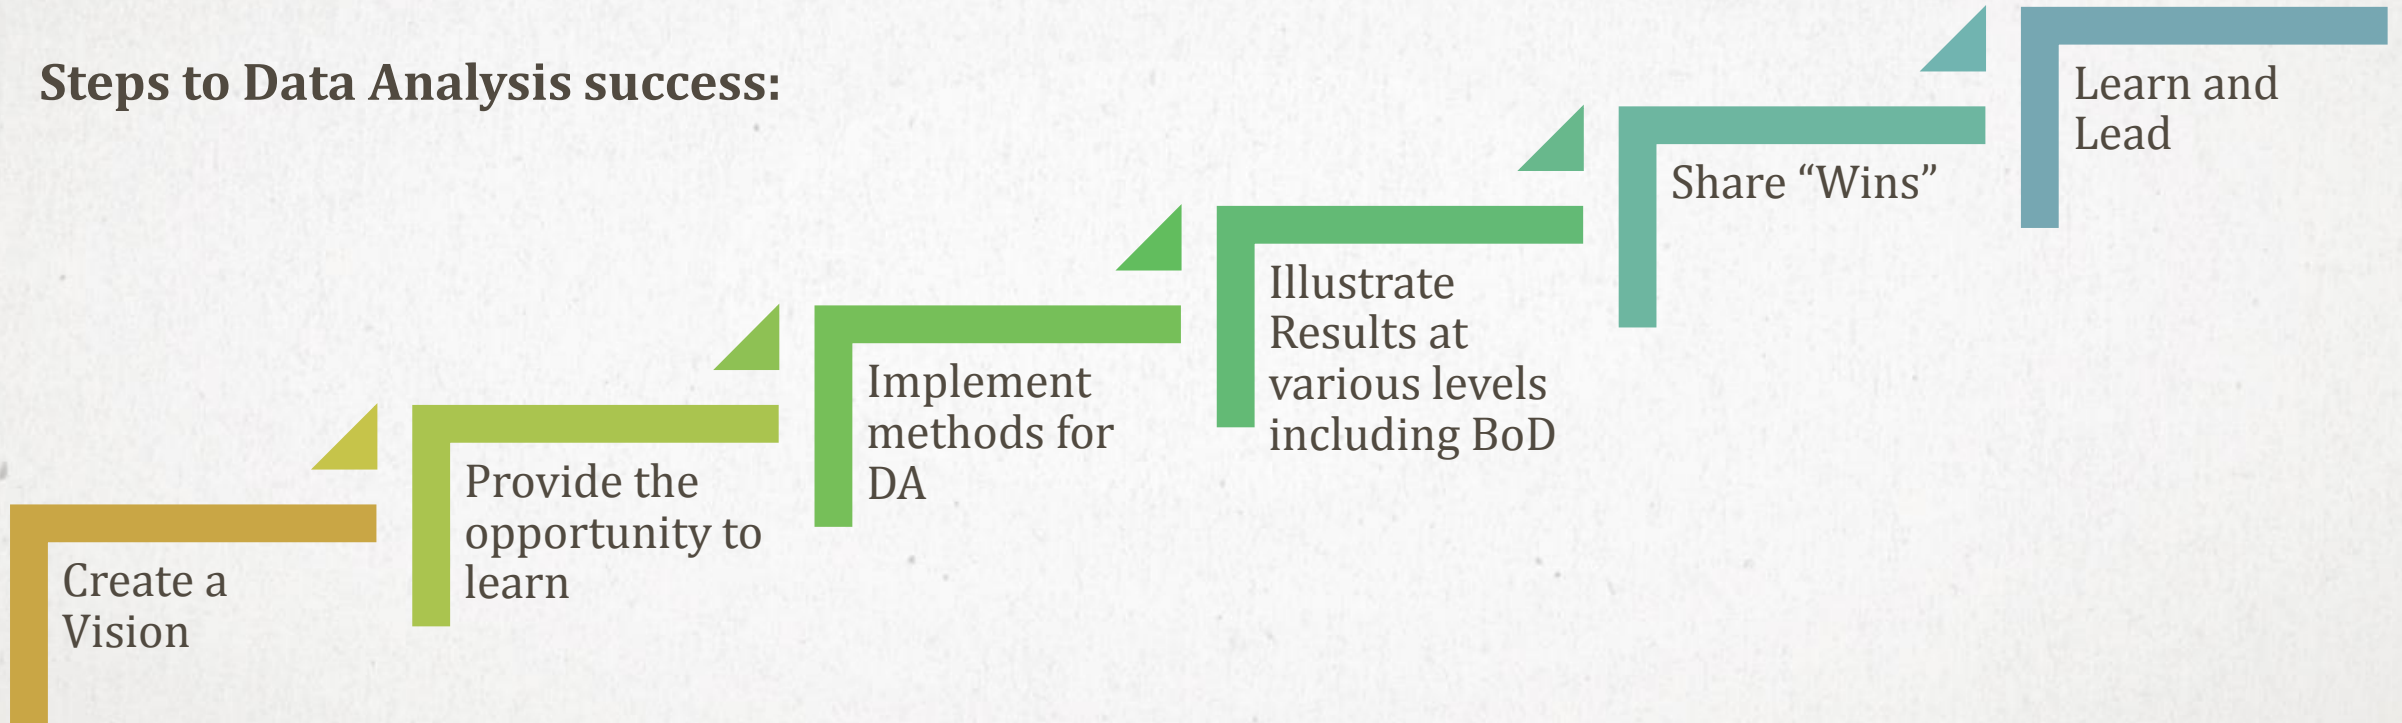 Steps to Data Analysis success:
Create a
Vision
Provide the
opportunity to
learn
Implement
methods for
DA
Illustrate
Results at
various levels
including BoD
Share “Wins”
Learn and
Lead